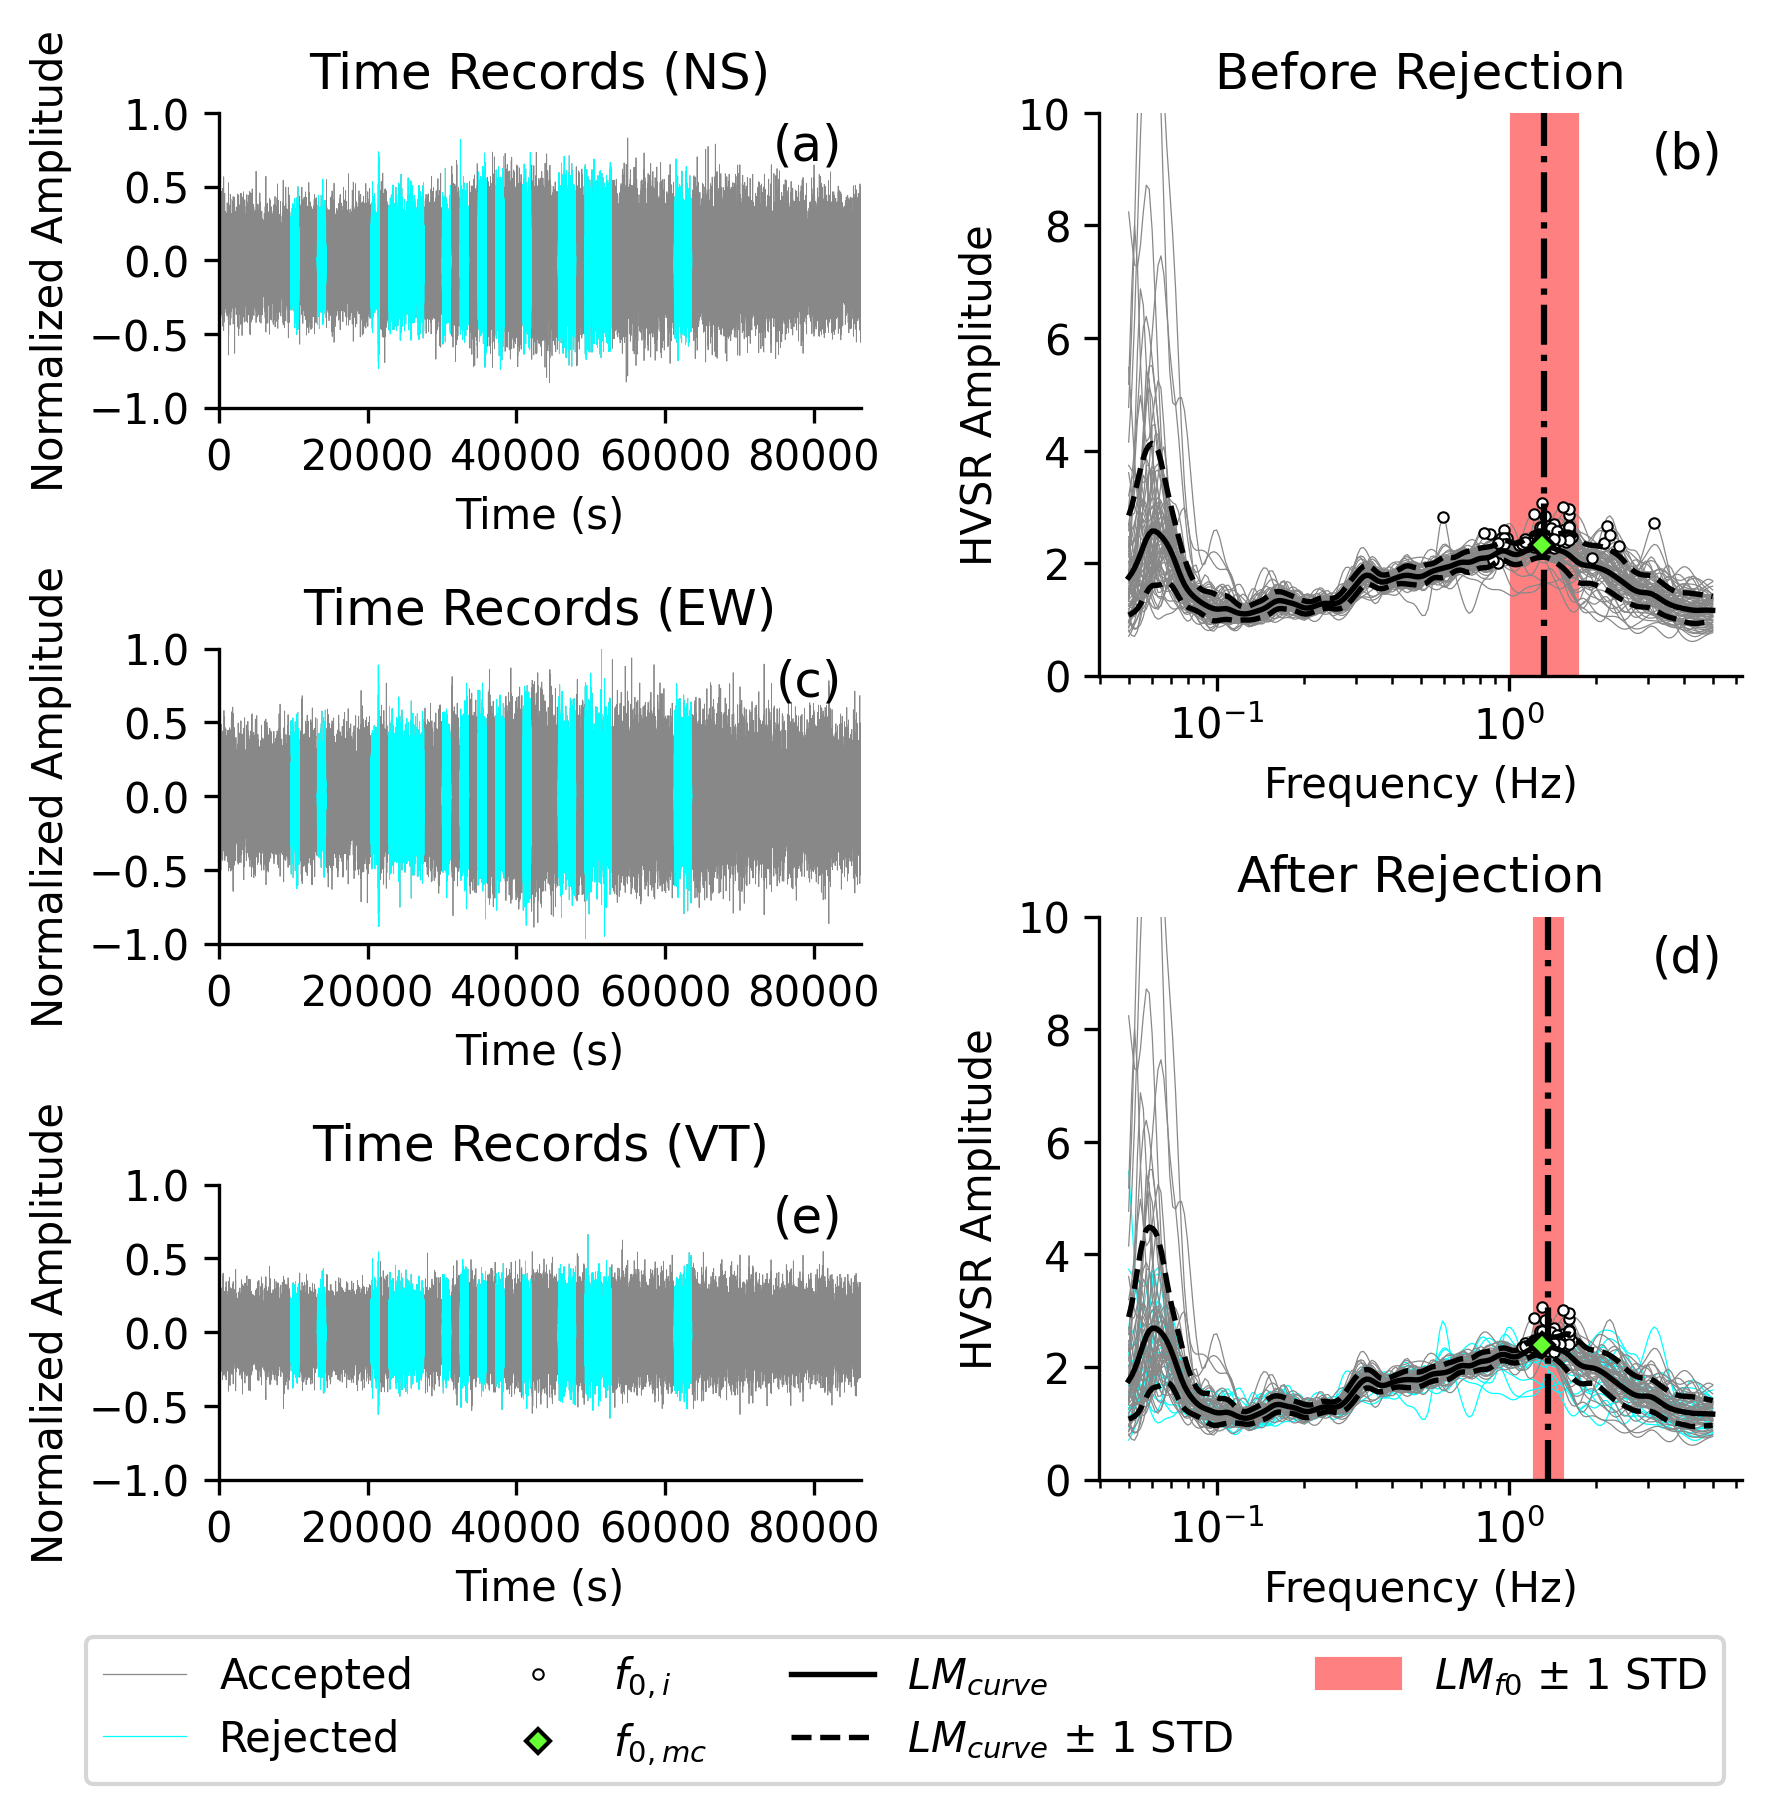 Time Records (NS)
(a)
Normalized Amplitude
1.0
0.5
0.0
−0.5
−1.0
0 20000 40000 60000 80000
Time (s)
Before Rejection
(b)
HVSR Amplitude
10
8
6
4
2
0
10⁻¹ 10⁰
Frequency (Hz)
Time Records (EW)
(c)
Normalized Amplitude
1.0
0.5
0.0
−0.5
−1.0
0 20000 40000 60000 80000
Time (s)
After Rejection
(d)
HVSR Amplitude
10
8
6
4
2
0
10⁻¹ 10⁰
Frequency (Hz)
Time Records (VT)
(e)
Normalized Amplitude
1.0
0.5
0.0
−0.5
−1.0
0 20000 40000 60000 80000
Time (s)
Accepted
Rejected
f0,i
f0,mc
LMcurve
LMcurve ± 1 STD
LMf0 ± 1 STD